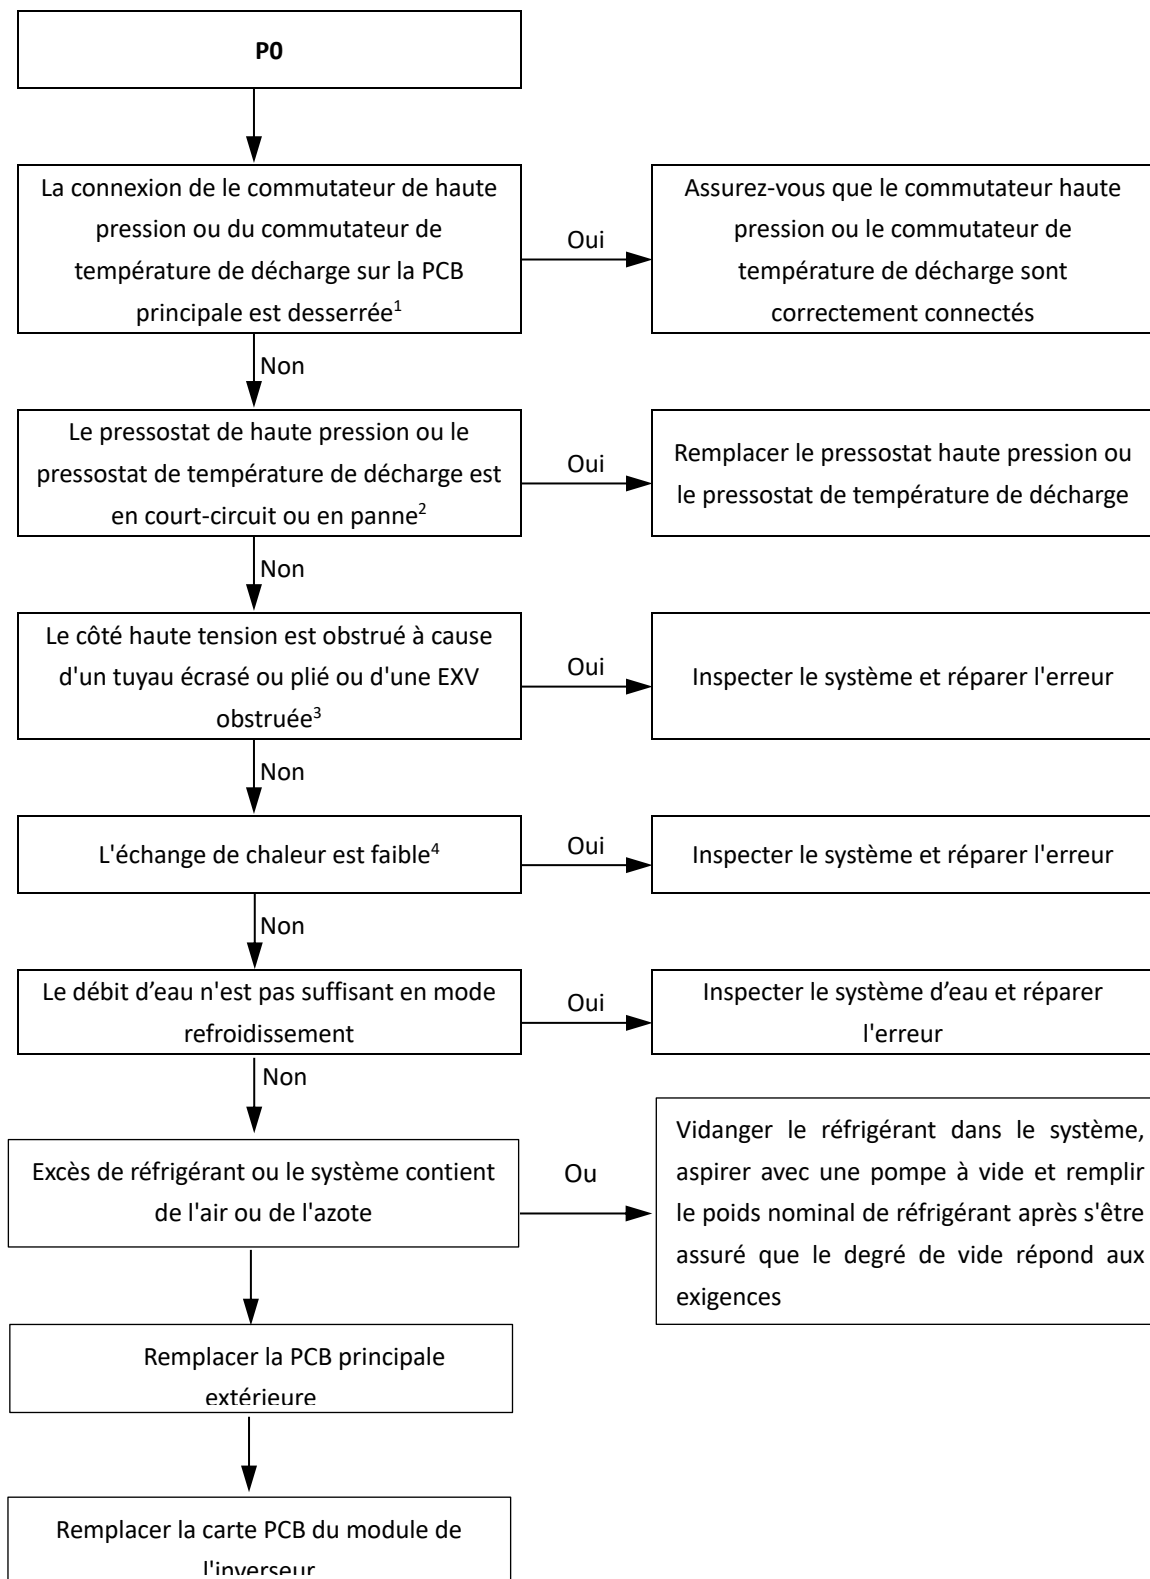 P0
La connexion de le commutateur de haute
pression ou du commutateur de
température de décharge sur la PCB
principale est desserrée1
Oui
Assurez-vous que le commutateur haute
pression ou le commutateur de
température de décharge sont
correctement connectés
Non
Le pressostat de haute pression ou le
pressostat de température de décharge est
en court-circuit ou en panne2
Oui
Remplacer le pressostat haute pression ou
le pressostat de température de décharge
Non
Le côté haute tension est obstrué à cause
d'un tuyau écrasé ou plié ou d'une EXV
obstruée3
Oui
Inspecter le système et réparer l'erreur
Non
L'échange de chaleur est faible4
Oui
Inspecter le système et réparer l'erreur
Non
Le débit d’eau n'est pas suffisant en mode
refroidissement
Oui
Inspecter le système d’eau et réparer
l'erreur
Non
Excès de réfrigérant ou le système contient
de l'air ou de l'azote
Ou
Vidanger le réfrigérant dans le système,
aspirer avec une pompe à vide et remplir
le poids nominal de réfrigérant après s'être
assuré que le degré de vide répond aux
exigences
Remplacer la PCB principale
extérieure
Remplacer la carte PCB du module de
l'inverseur